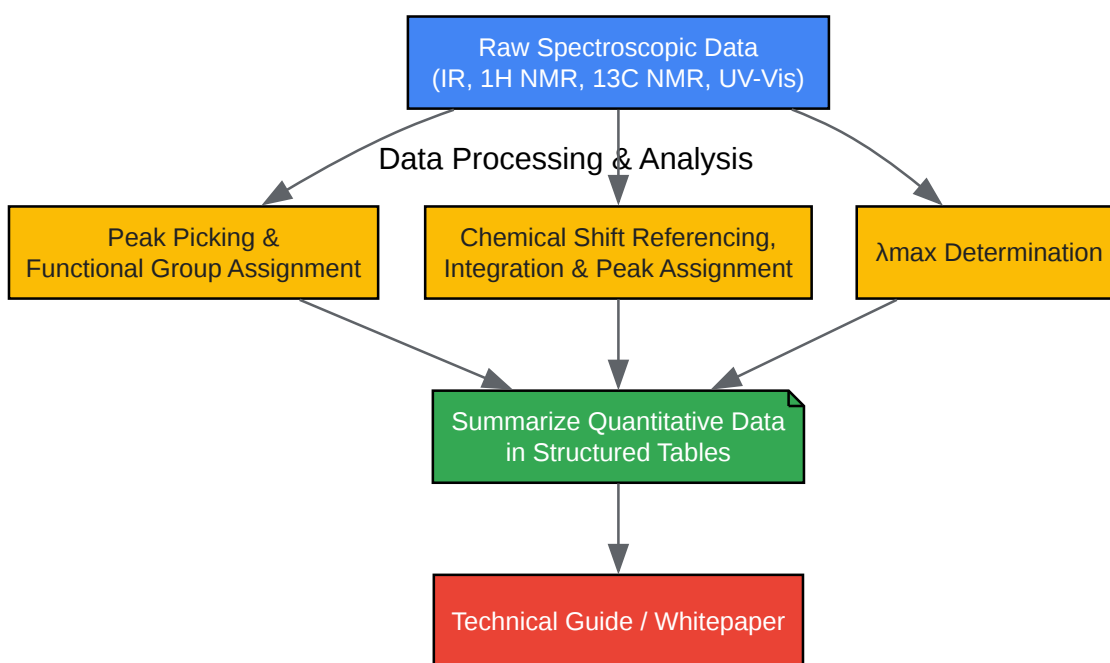 Raw Spectroscopic Data
(IR, 1H NMR, 13C NMR, UV-Vis)
Data Processing & Analysis
Peak Picking &
Functional Group Assignment
Chemical Shift Referencing,
Integration & Peak Assignment
λmax Determination
Summarize Quantitative Data
in Structured Tables
Technical Guide / Whitepaper